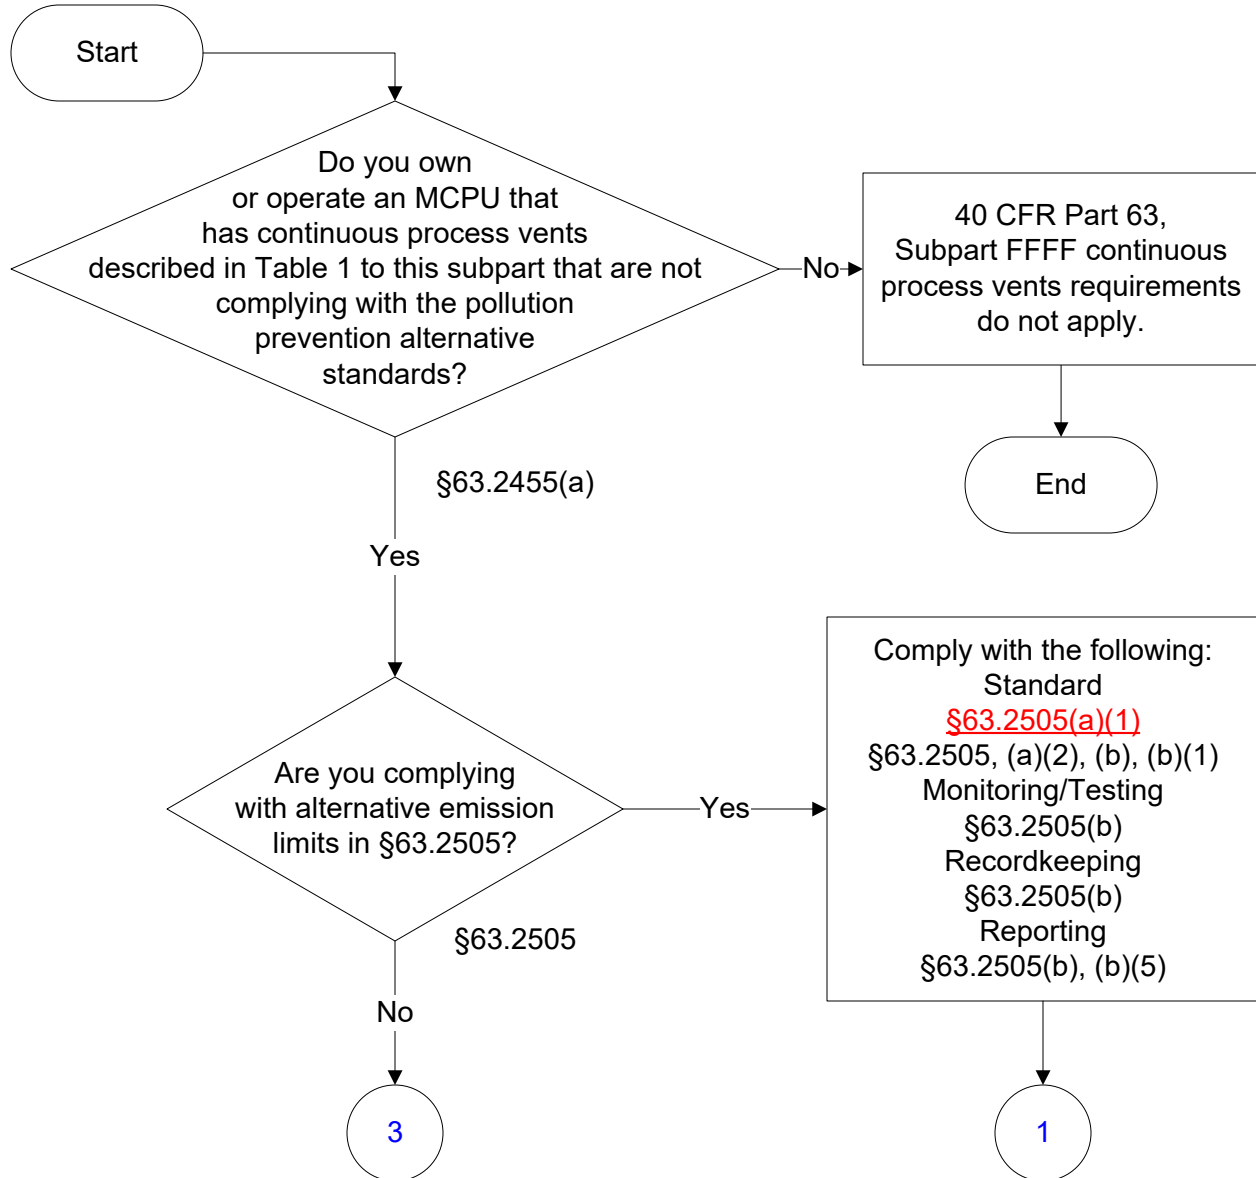 Start
Do you own
or operate an MCPU that
has continuous process vents
described in Table 1 to this subpart that are not
complying with the pollution
prevention alternative
standards?
No
40 CFR Part 63,
Subpart FFFF continuous
process vents requirements
do not apply.
End
§63.2455(a)
Yes
Are you complying
with alternative emission
limits in §63.2505?
Yes
Comply with the following:
Standard
§63.2505(a)(1)
§63.2505, (a)(2), (b), (b)(1)
Monitoring/Testing
§63.2505(b)
Recordkeeping
§63.2505(b)
Reporting
§63.2505(b), (b)(5)
§63.2505
No
3
1